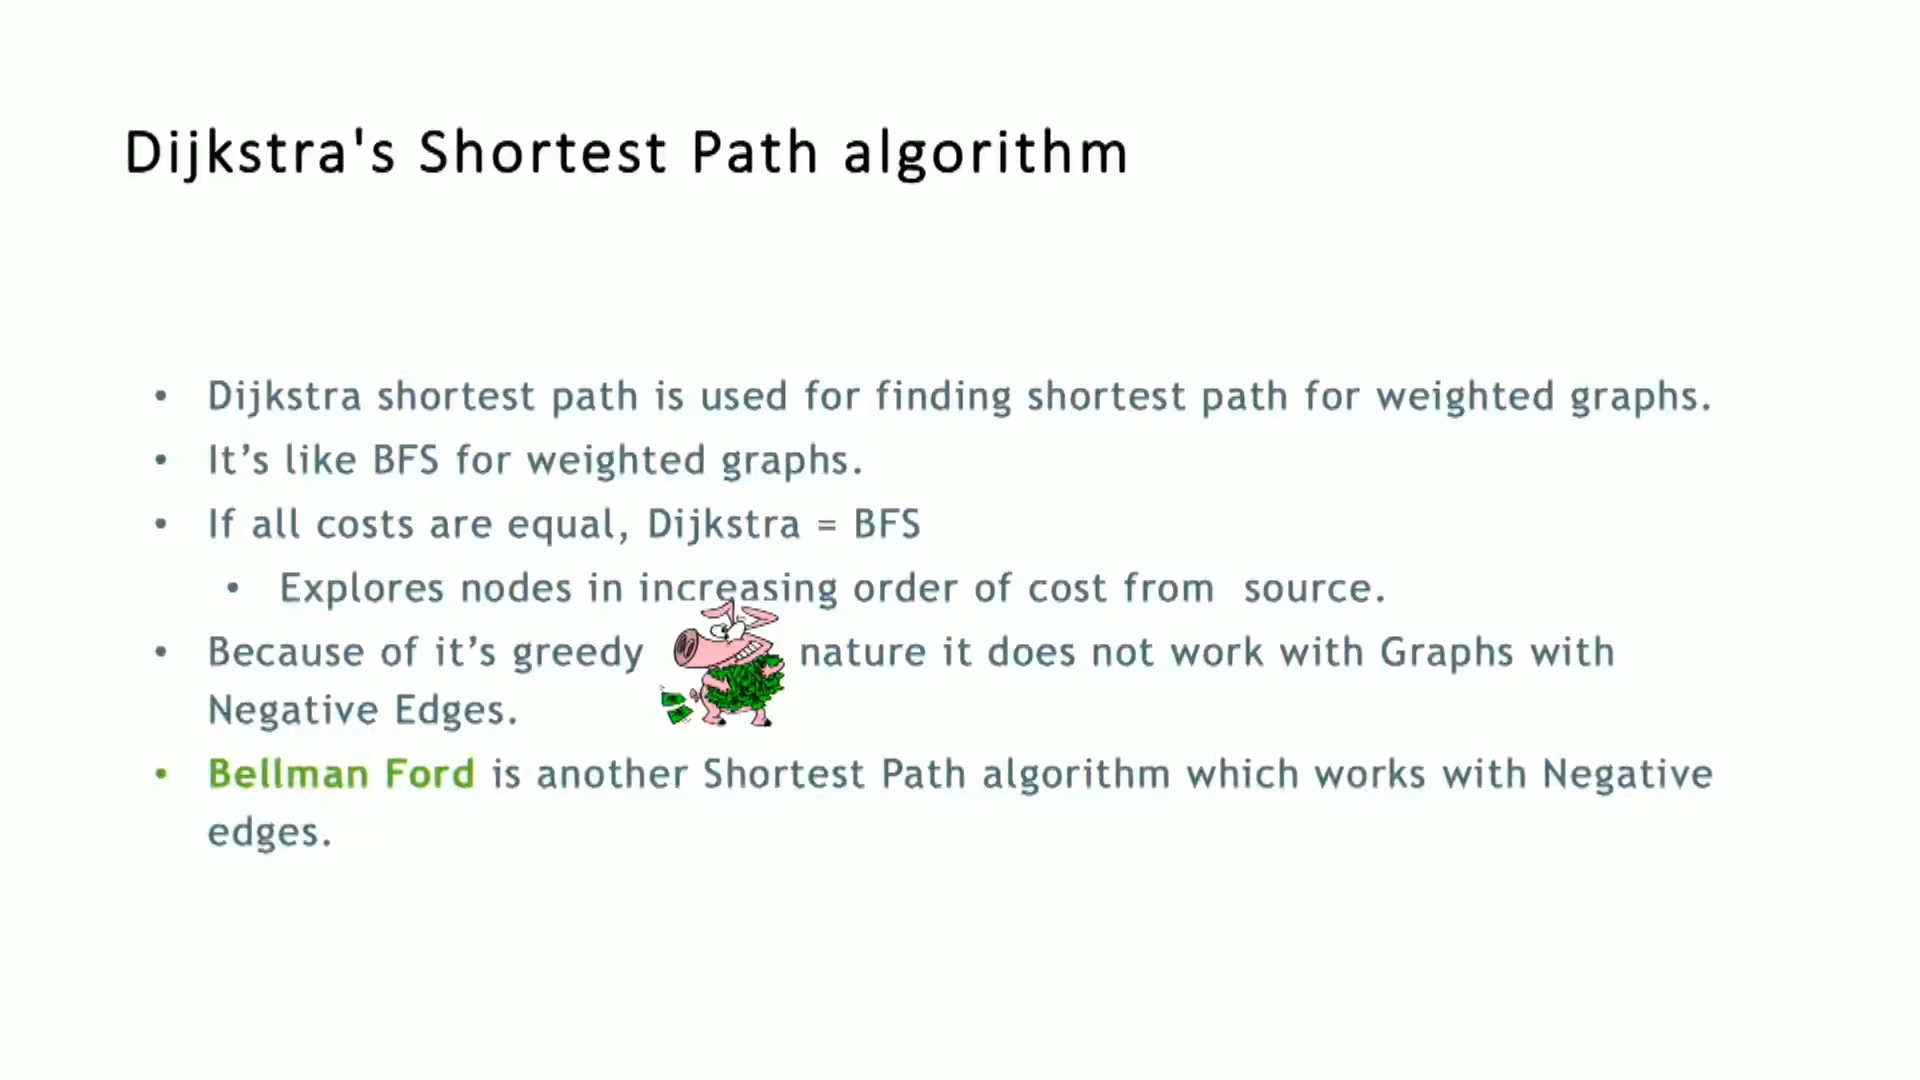 Dijkstra's Shortest Path algorithm
• Dijkstra shortest path is used for finding shortest path for weighted graphs.
• It’s like BFS for weighted graphs.
• If all costs are equal, Dijkstra = BFS
• Explores nodes in increasing order of cost from source.
• Because of it’s greedy nature it does not work with Graphs with
Negative Edges.
• Bellman Ford is another Shortest Path algorithm which works with Negative
edges.